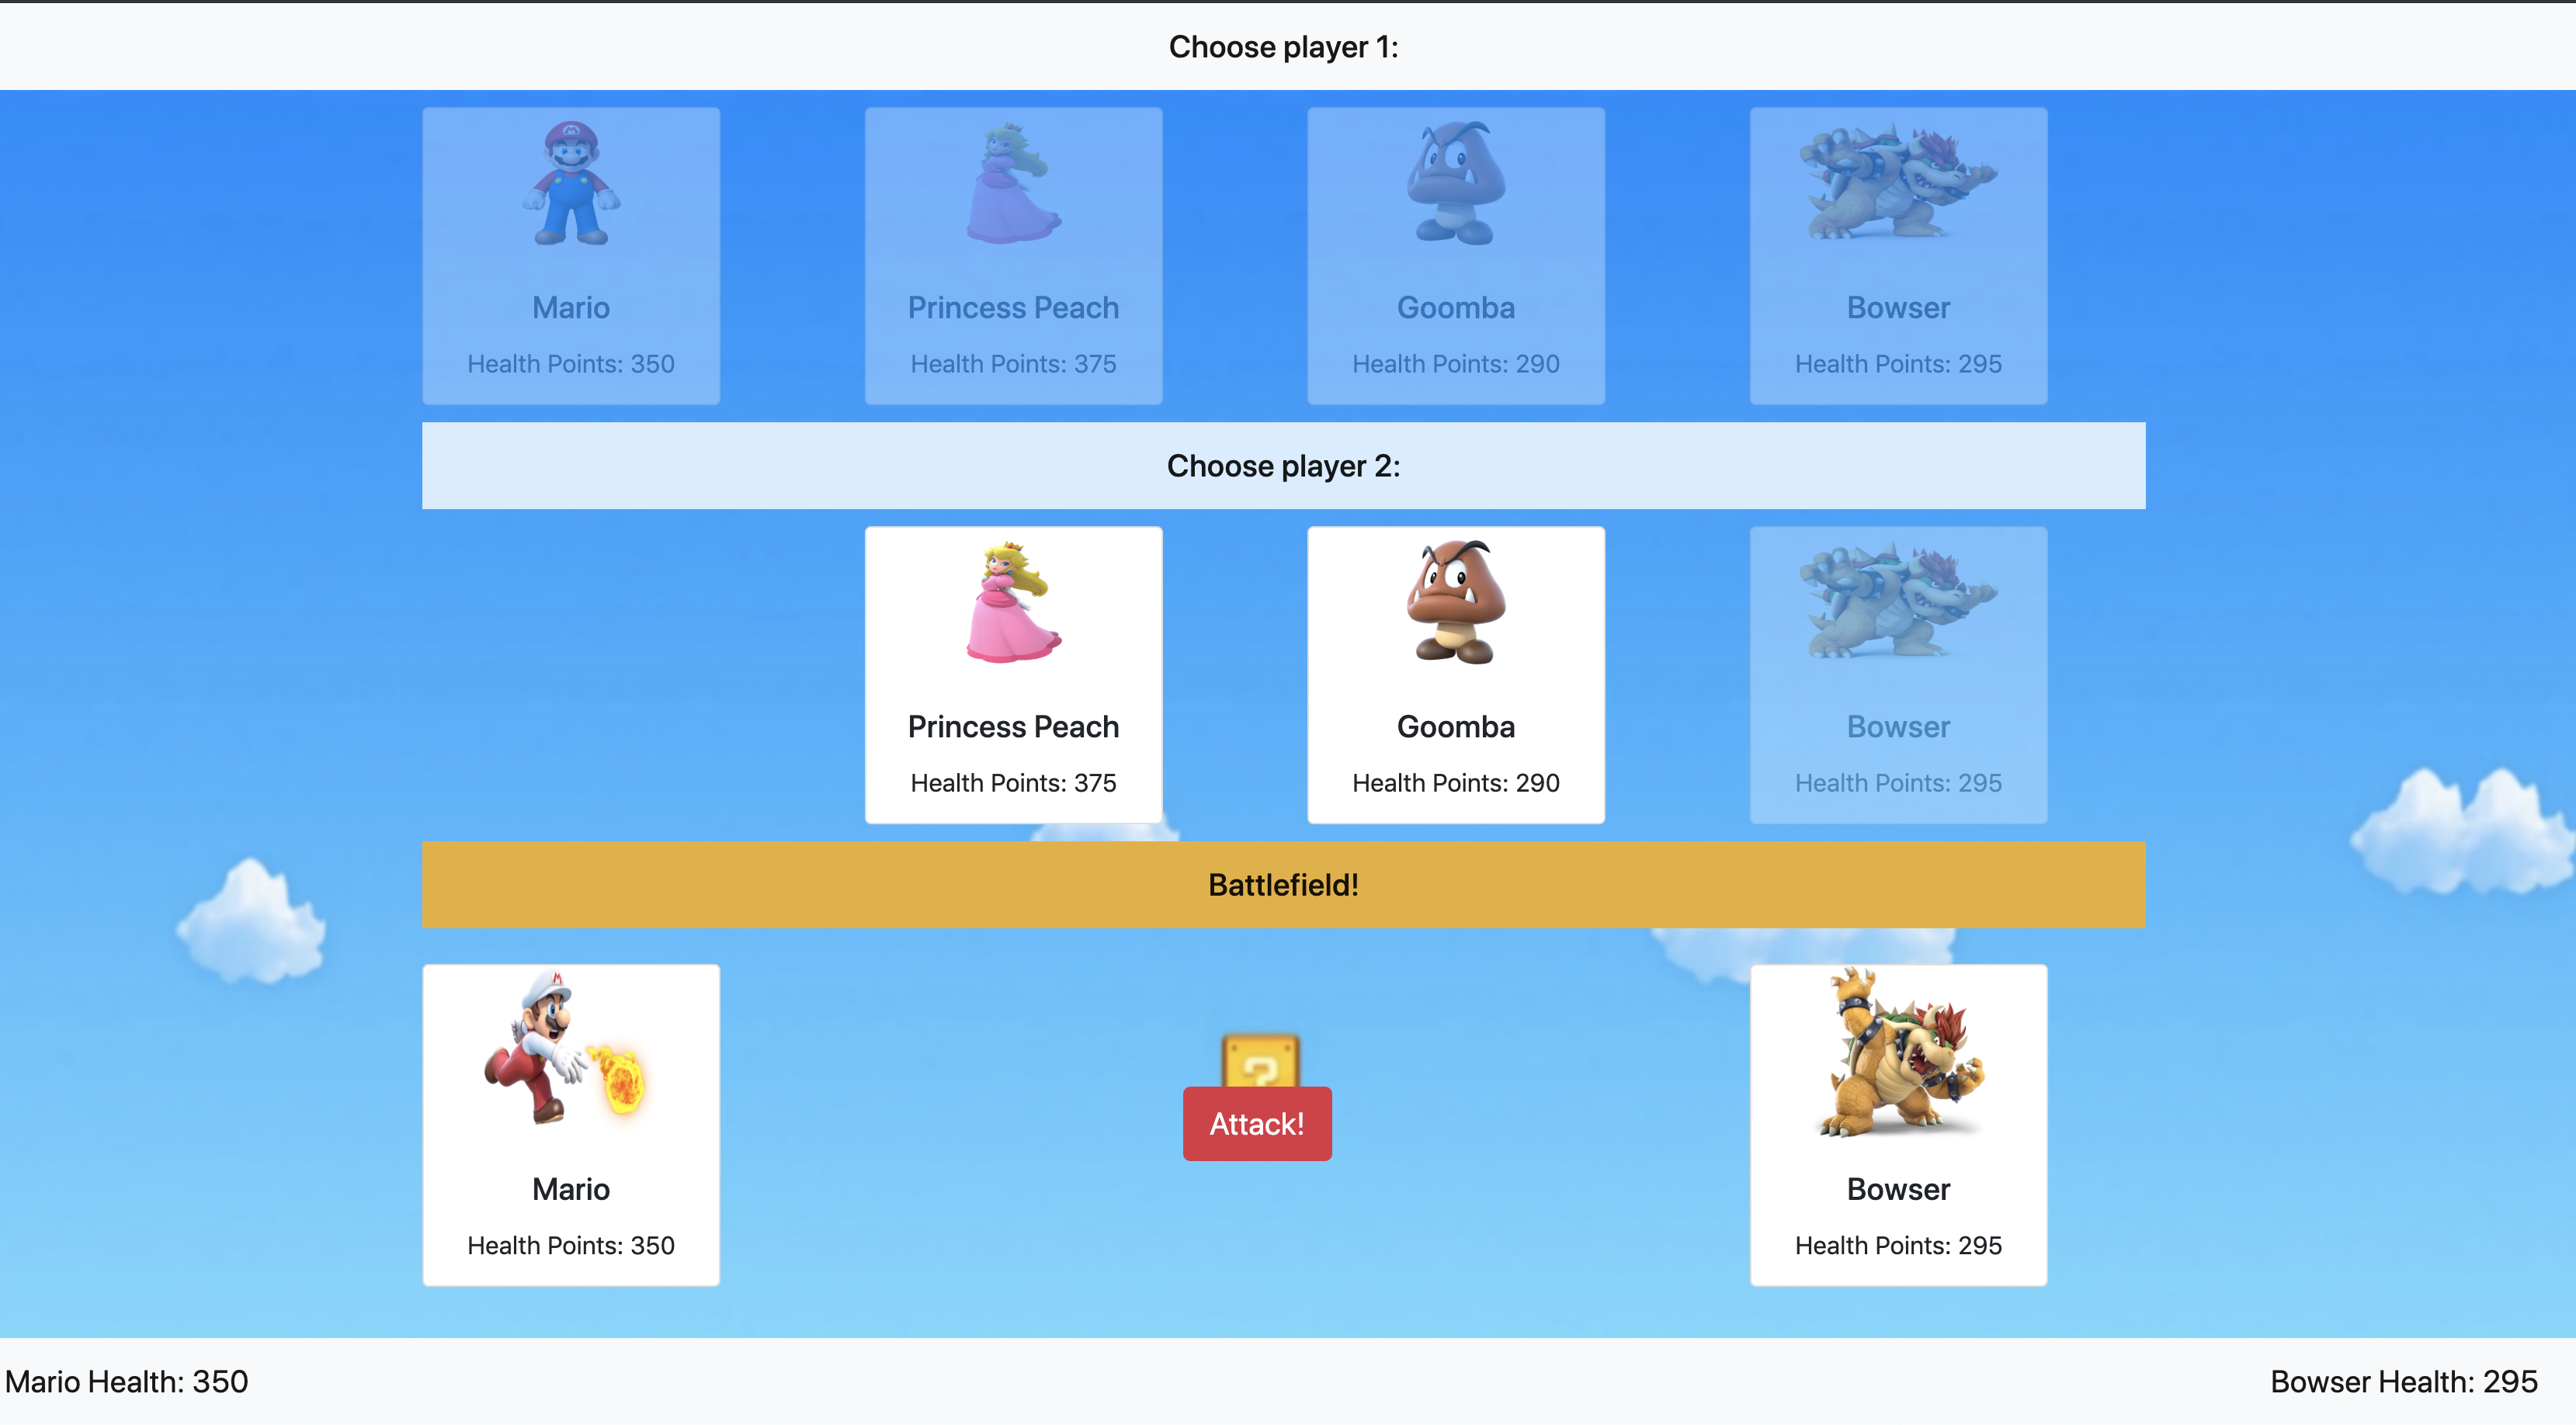 Choose player 1:
Mario
Health Points: 350
Princess Peach
Health Points: 375
Goomba
Health Points: 290
Bowser
Health Points: 295
Choose player 2:
Princess Peach
Health Points: 375
Goomba
Health Points: 290
Bowser
Health Points: 295
Battlefield!
M
Mario
Health Points: 350
?
Attack!
Bowser
Health Points: 295
Mario Health: 350
Bowser Health: 295